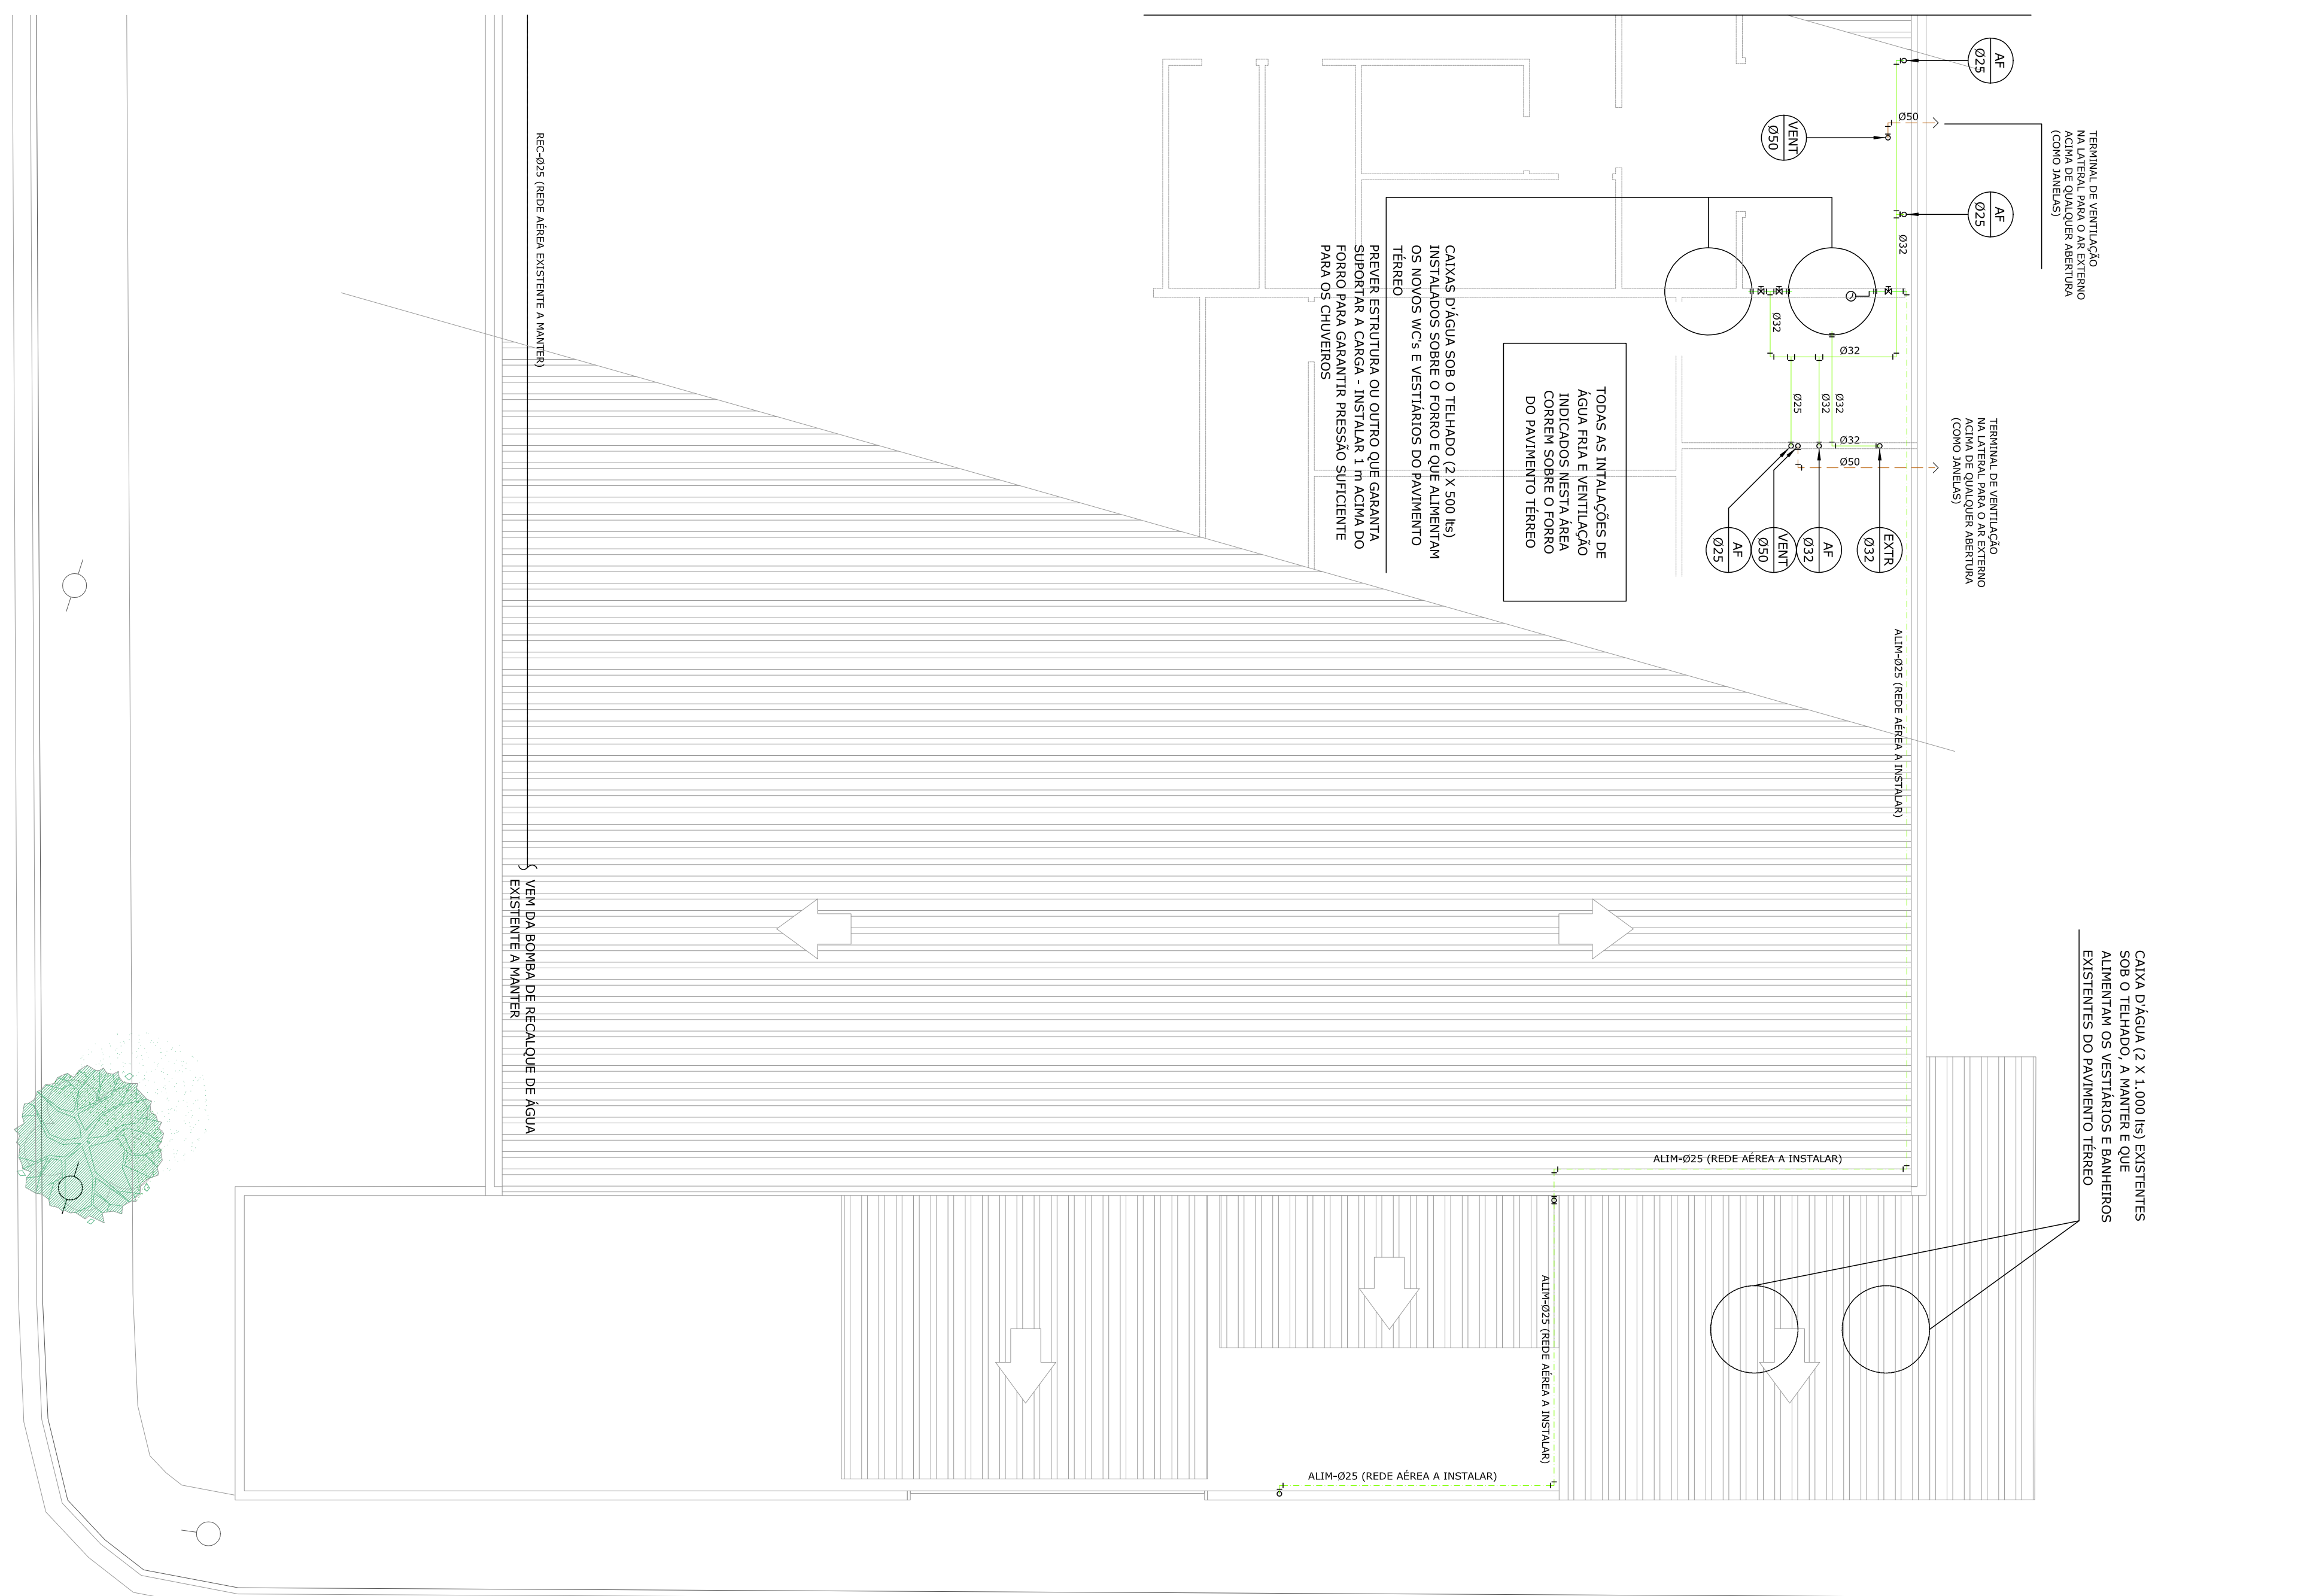 AF
Ø25
Ø50
VENT
Ø50
TERMINAL DE VENTILAÇÃO
NA LATERAL PARA O AR EXTERNO
ACIMA DE QUALQUER ABERTURA
(COMO JANELAS)
AF
Ø25
Ø32
REC-Ø25 (REDE AÉREA EXISTENTE A MANTER)
CAIXAS D'ÁGUA SOB O TELHADO (2 X 500 lts)
INSTALADOS SOBRE O FORRO E QUE ALIMENTAM
OS NOVOS WC's E VESTIÁRIOS DO PAVIMENTO
TÉRREO
PREVER ESTRUTURA OU OUTRO QUE GARANTA
SUPORTAR A CARGA - INSTALAR 1 m ACIMA DO
FORRO PARA GARANTIR PRESSÃO SUFICIENTE
PARA OS CHUVEIROS
Ø32
Ø32
TODAS AS INTALAÇÕES DE
ÁGUA FRIA E VENTILAÇÃO
INDICADOS NESTA ÁREA
CORREM SOBRE O FORRO
DO PAVIMENTO TÉRREO
Ø25
Ø32
Ø32
Ø32
Ø50
TERMINAL DE VENTILAÇÃO
NA LATERAL PARA O AR EXTERNO
ACIMA DE QUALQUER ABERTURA
(COMO JANELAS)
AF
Ø25
VENT
Ø50
AF
Ø32
EXTR
Ø32
ALIM-Ø25 (REDE AÉREA A INSTALAR)
VEM DA BOMBA DE RECALQUE DE ÁGUA
EXISTENTE A MANTER
CAIXA D'ÁGUA (2 X 1.000 lts) EXISTENTES
SOB O TELHADO, A MANTER E QUE
ALIMENTAM OS VESTIÁRIOS E BANHEIROS
EXISTENTES DO PAVIMENTO TÉRREO
ALIM-Ø25 (REDE AÉREA A INSTALAR)
ALIM-Ø25 (REDE AÉREA A INSTALAR)
ALIM-Ø25 (REDE AÉREA A INSTALAR)